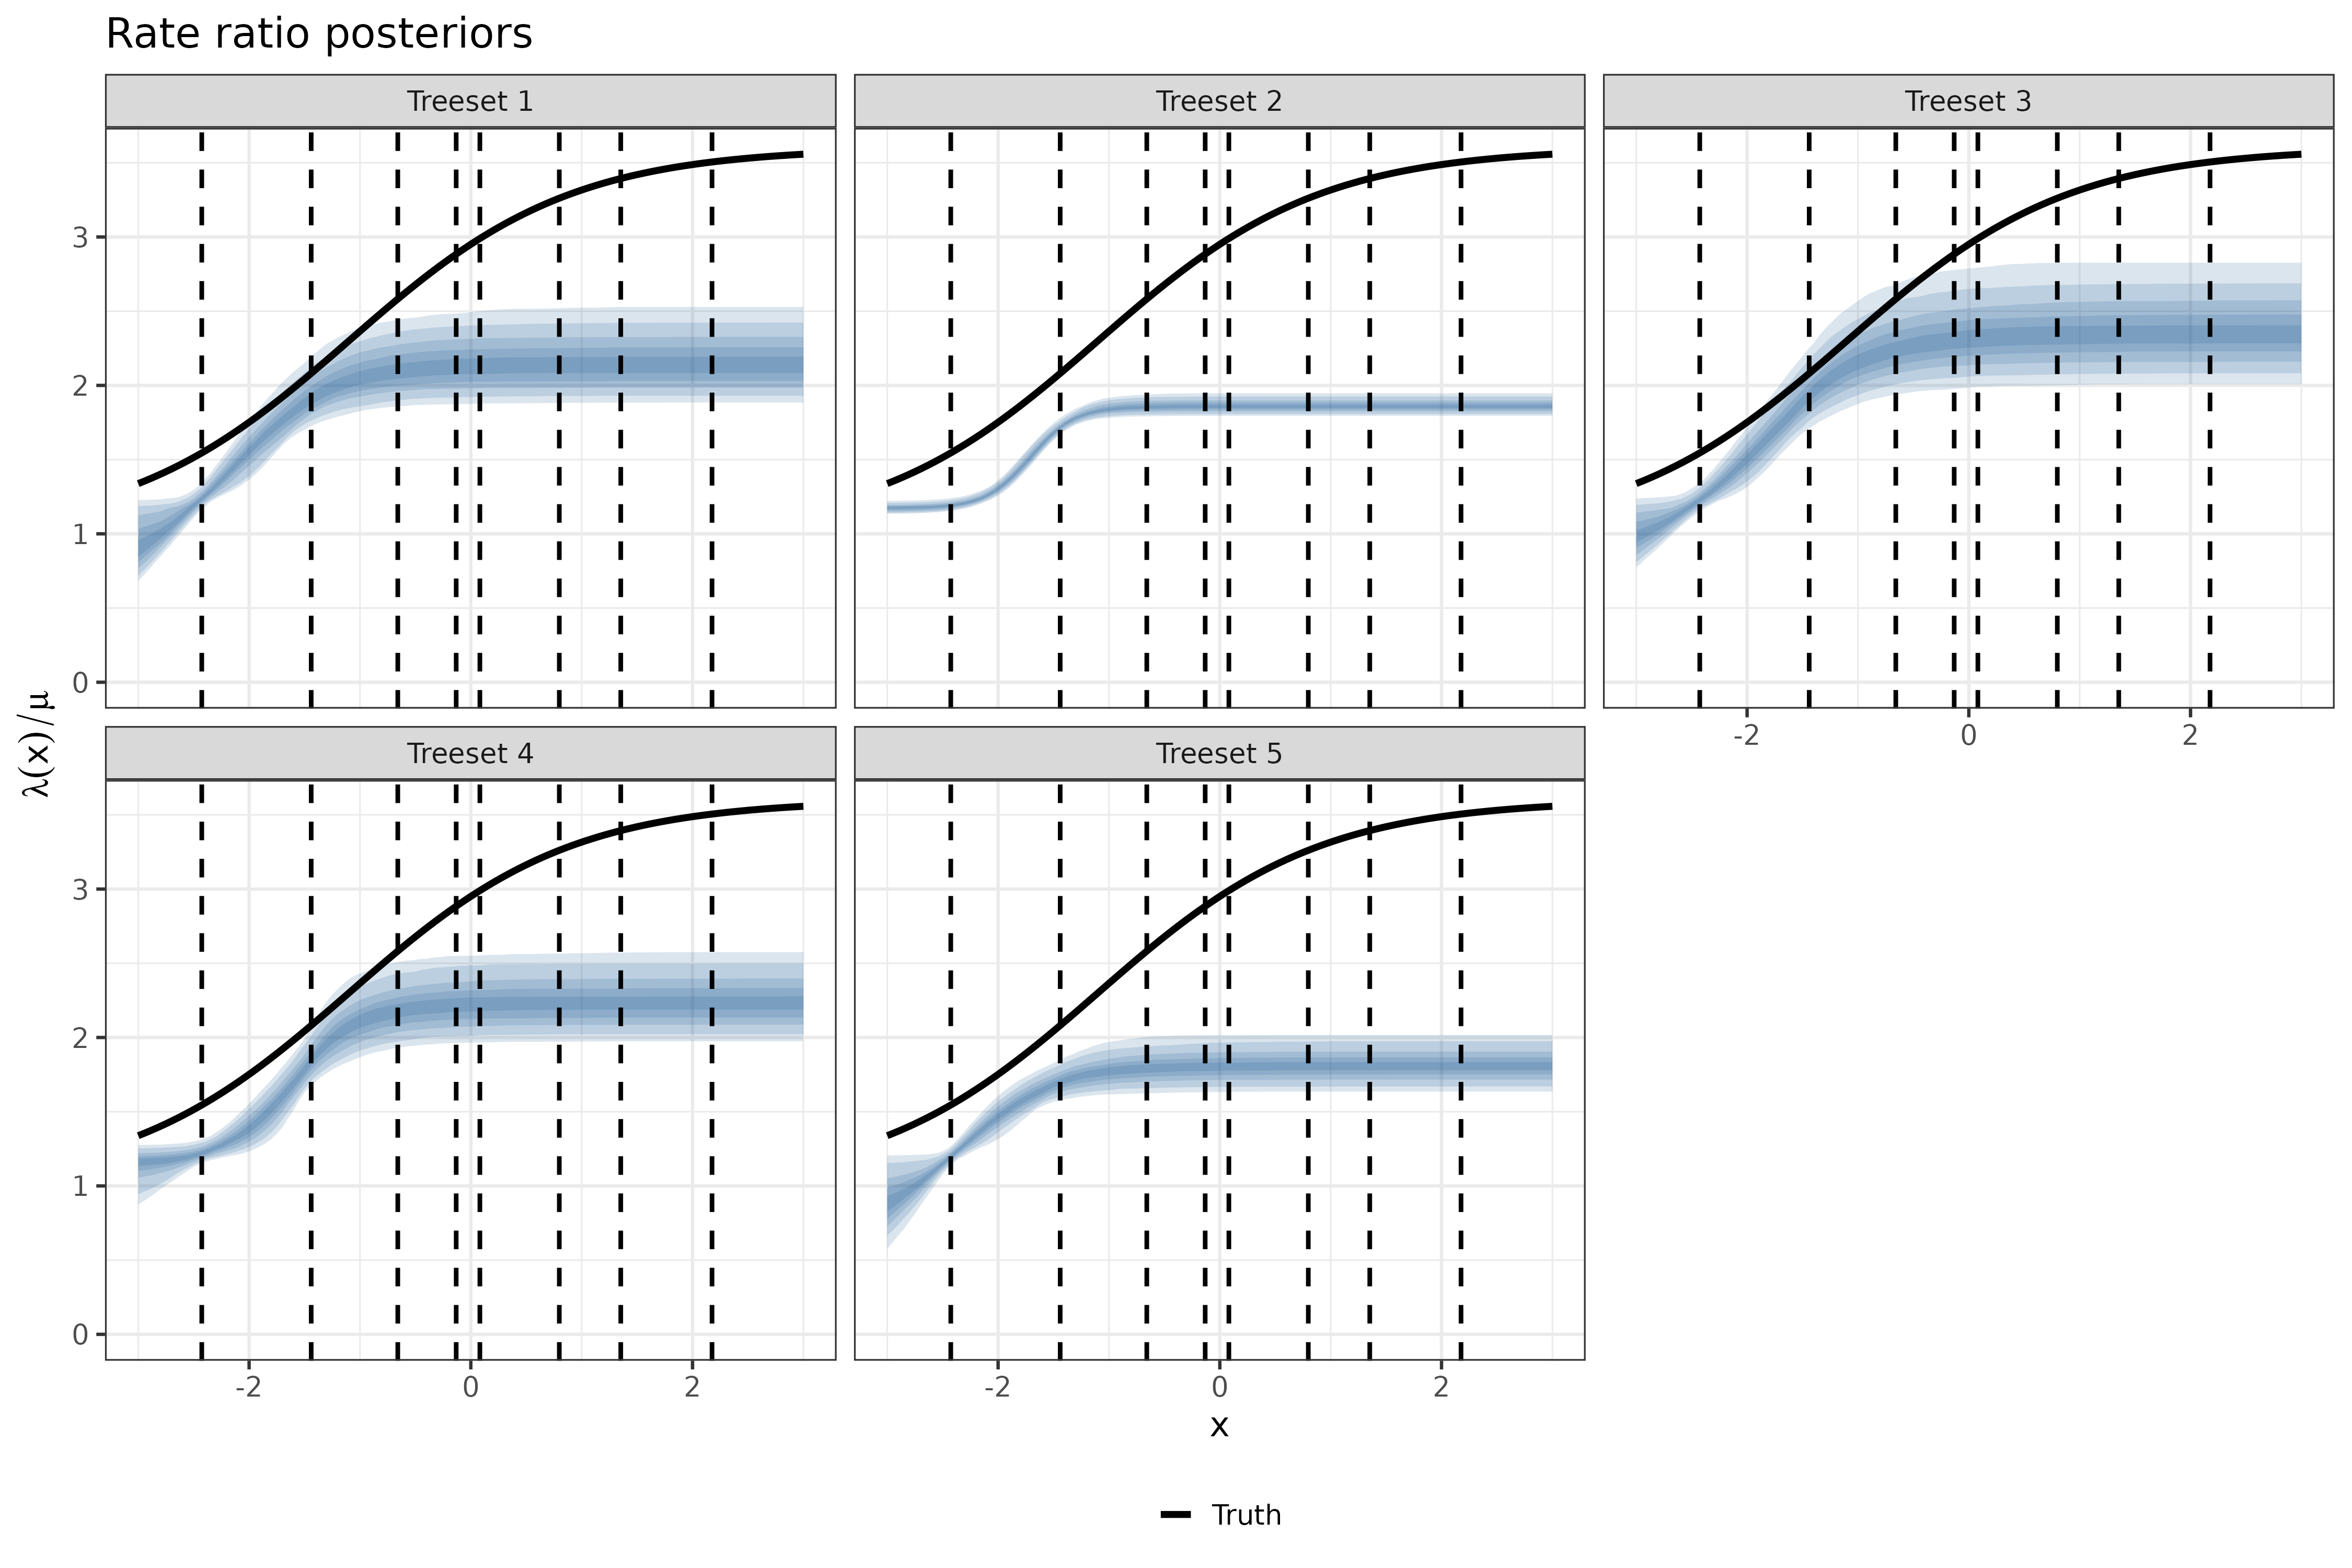 Rate ratio posteriors
Treeset 1
Treeset 2
Treeset 3
3
2
1
0
-2
0
2
λ(x)/μ
Treeset 4
Treeset 5
3
2
1
0
-2
0
2
-2
0
2
x
Truth